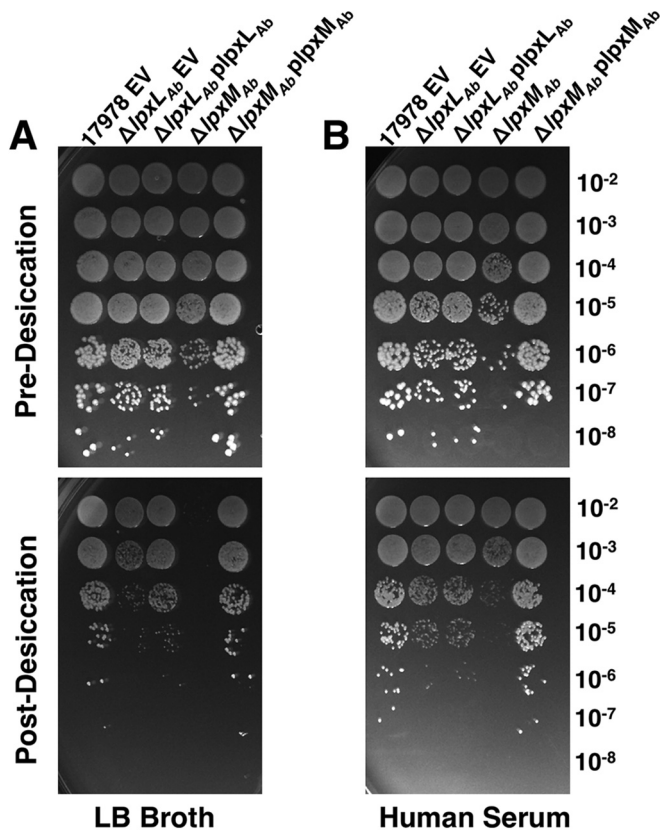 A
17978 EV
ΔlpxLAb EV
ΔlpxLAb plpxLAb
ΔlpxMAb
ΔlpxMAb plpxMAb
B
17978 EV
ΔlpxLAb EV
ΔlpxLAb plpxLAb
ΔlpxMAb
ΔlpxMAb plpxMAb
Pre-Desiccation
10-2
10-3
10-4
10-5
10-6
10-7
10-8
Post-Desiccation
10-2
10-3
10-4
10-5
10-6
10-7
10-8
LB Broth
Human Serum